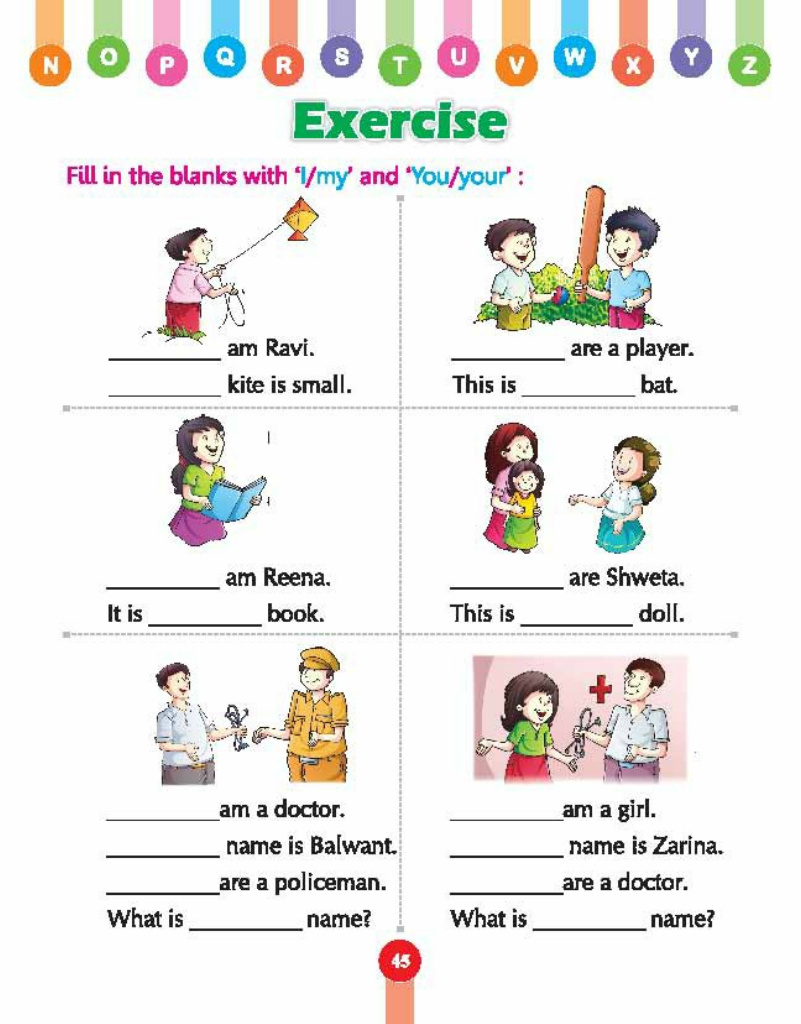 N O P Q R S T U V W X Y Z
Exercise
Fill in the blanks with ‘I/my’ and ‘You/your’ :
__________ am Ravi.
__________ kite is small.
__________ are a player.
This is __________ bat.
__________ am Reena.
It is __________ book.
__________ are Shweta.
This is __________ doll.
__________am a doctor.
__________ name is Balwant.
__________are a policeman.
What is __________ name?
__________am a girl.
__________ name is Zarina.
__________are a doctor.
What is __________ name?
45